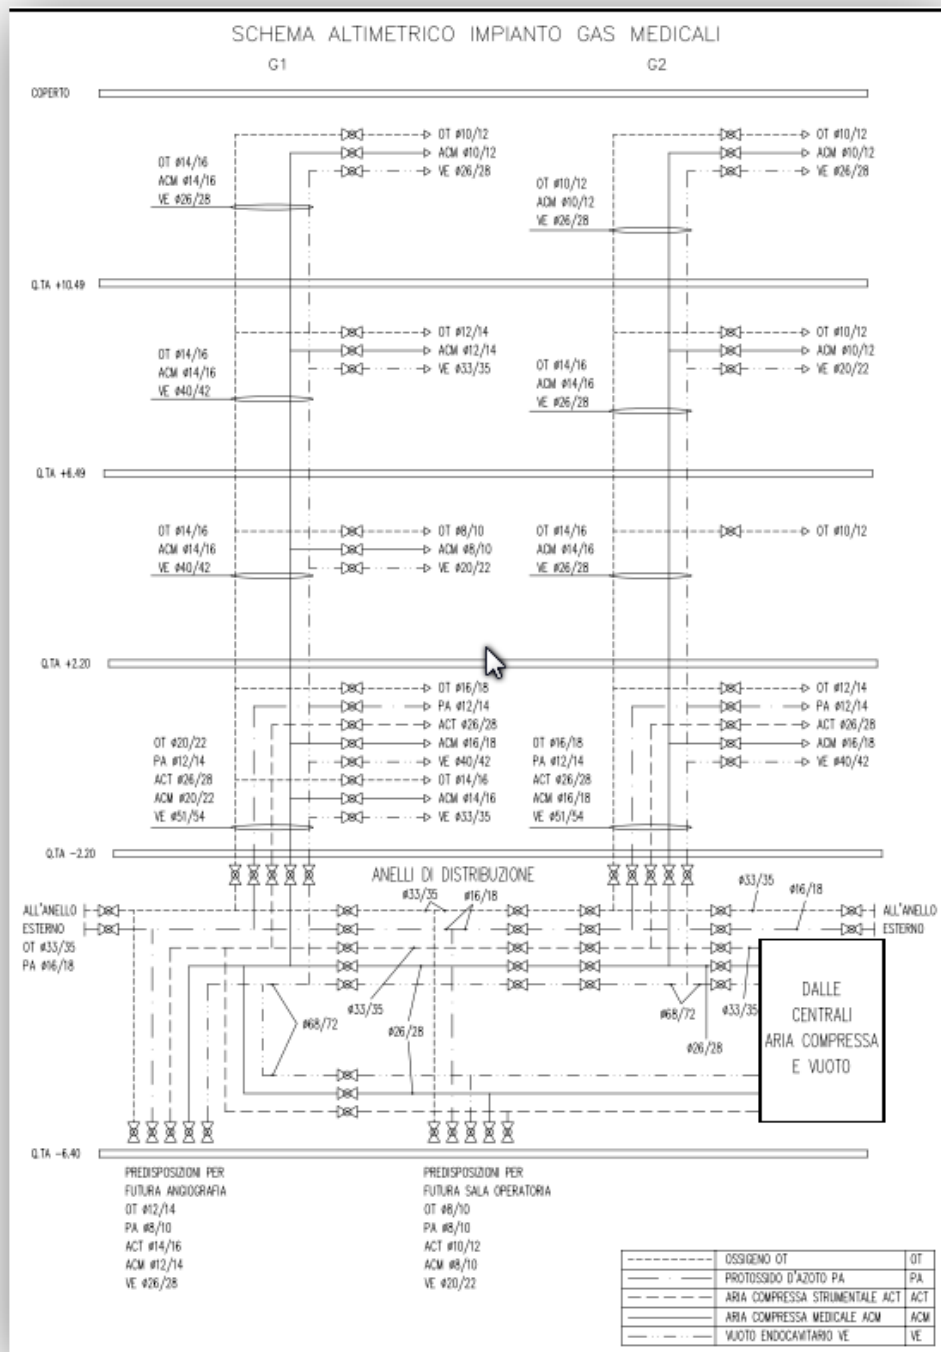 SCHEMA ALTIMETRICO IMPIANTO GAS MEDICALI
G1 G2
COPERTO
OT ø10/12
ACM ø10/12
VE ø26/28
OT ø14/16
ACM ø14/16
VE ø26/28
OT ø10/12
ACM ø10/12
VE ø26/28
OT ø10/12
ACM ø10/12
VE ø26/28
Q.TA +10.49
OT ø12/14
ACM ø12/14
VE ø33/35
OT ø14/16
ACM ø14/16
VE ø40/42
OT ø10/12
ACM ø10/12
VE ø20/22
OT ø14/16
ACM ø14/16
VE ø26/28
Q.TA +6.49
OT ø14/16
ACM ø14/16
VE ø40/42
OT ø8/10
ACM ø8/10
VE ø20/22
OT ø14/16
ACM ø14/16
VE ø26/28
OT ø10/12
Q.TA +2.20
OT ø16/18
PA ø12/14
ACT ø26/28
ACM ø16/18
VE ø40/42
OT ø14/16
ACM ø14/16
VE ø33/35
OT ø20/22
PA ø12/14
ACT ø26/28
ACM ø20/22
VE ø51/54
OT ø12/14
PA ø12/14
ACT ø26/28
ACM ø16/18
VE ø40/42
OT ø16/18
PA ø12/14
ACT ø26/28
ACM ø16/18
VE ø51/54
Q.TA -2.20
ANELLI DI DISTRIBUZIONE
ø33/35
ø16/18
ø33/35
ø16/18
ALL'ANELLO
ESTERNO
OT ø33/35
PA ø16/18
ALL'ANELLO
ESTERNO
ø68/72
ø33/35
ø26/28
ø68/72
ø26/28
ø33/35
DALLE
CENTRALI
ARIA COMPRESSA
E VUOTO
Q.TA -6.40
PREDISPOSIZIONI PER
FUTURA ANGIOGRAFIA
OT ø12/14
PA ø8/10
ACT ø14/16
ACM ø12/14
VE ø26/28
PREDISPOSIZIONI PER
FUTURA SALA OPERATORIA
OT ø8/10
PA ø8/10
ACT ø10/12
ACM ø8/10
VE ø20/22
OSSIGENO OT OT
PROTOSSIDO D'AZOTO PA PA
ARIA COMPRESSA STRUMENTALE ACT ACT
ARIA COMPRESSA MEDICALE ACM ACM
VUOTO ENDOCAVITARIO VE VE